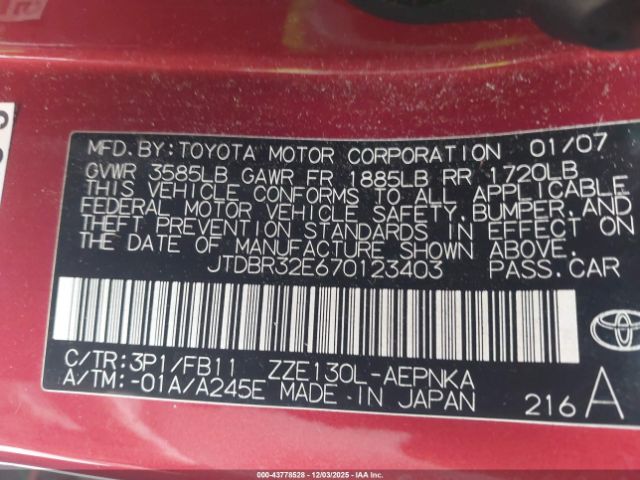 MFD.BY:TOYOTA MOTOR CORPORATION 01/07
GVWR 3585LB GAWR FR 1885LB RR 1720LB
THIS VEHICLE CONFORMS TO ALL APPLICABLE
FEDERAL MOTOR VEHICLE SAFETY,BUMPER,AND
THEFT PREVENTION STANDARDS IN EFFECT ON
THE DATE OF MANUFACTURE SHOWN ABOVE.
JTDBR32E670123403 PASS.CAR
C/TR:3P1/FB11 ZZE130L-AEPNKA
A/TM:-01A/A245E MADE IN JAPAN 216 A
000-43778528 - 12/03/2025 - IAAI.COM